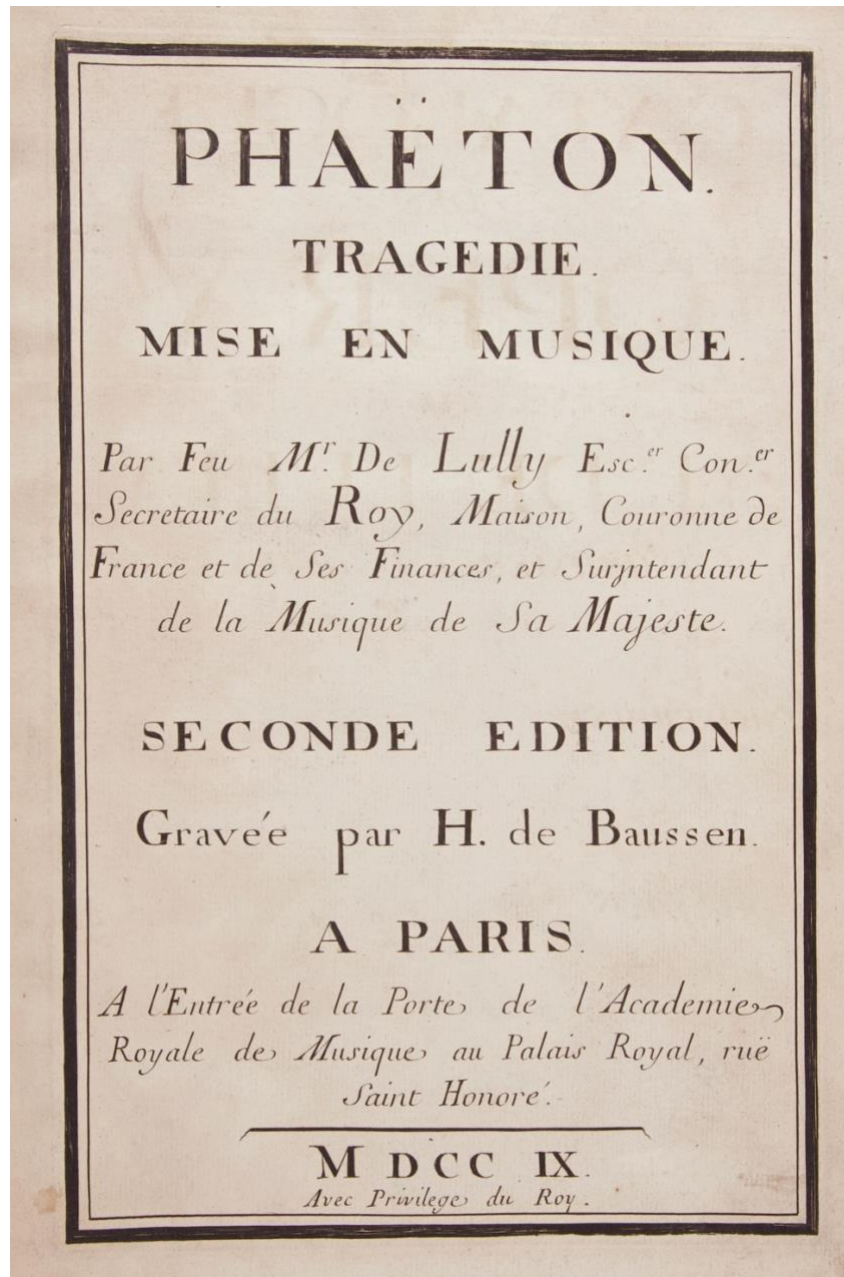 PHAËTON.
TRAGEDIE.
MISE EN MUSIQUE.
Par Feu Mr. De Lully Esc.er Con.er
Secretaire du Roy, Maison, Couronne de
France et de Ses Finances, et Surjntendant
de la Musique de Sa Majeste.
SECONDE EDITION.
Gravée par H. de Baussen.
A PARIS.
A l'Entrée de la Porte de l'Academie
Royale de Musique au Palais Royal, ruë
Saint Honoré.
M DCC IX.
Avec Privilege du Roy.